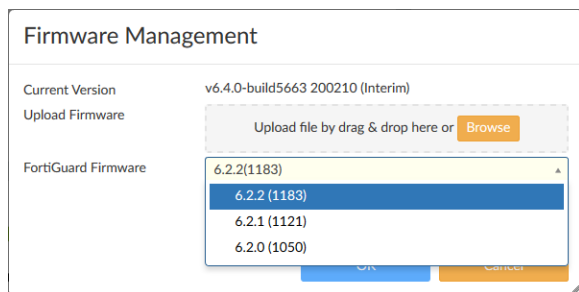 Firmware Management
Current Version v6.4.0-build5663 200210 (Interim)
Upload Firmware Upload file by drag & drop here or Browse
FortiGuard Firmware 6.2.2(1183)
6.2.2 (1183)
6.2.1 (1121)
6.2.0 (1050)
OK Cancel